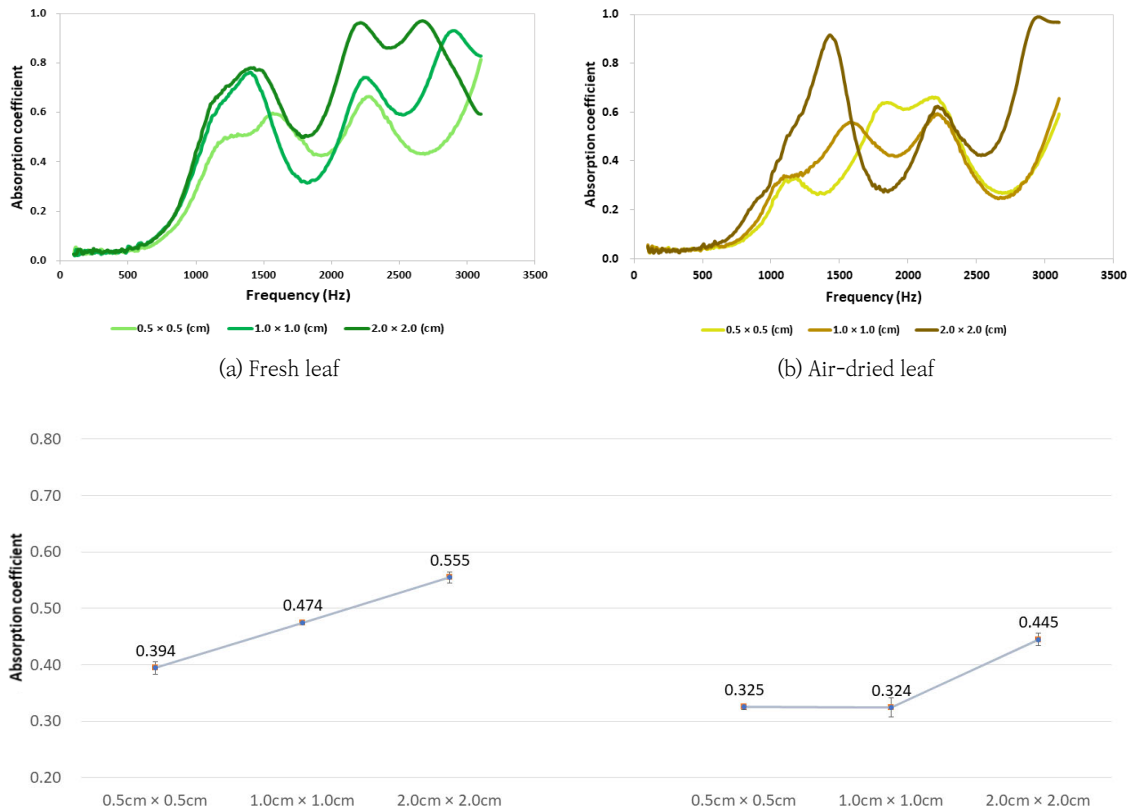 1.0
0.8
0.6
0.4
0.2
0.0
Absorption coefficient
0 500 1000 1500 2000 2500 3000 3500
Frequency (Hz)
0.5 × 0.5 (cm) 1.0 × 1.0 (cm) 2.0 × 2.0 (cm)
(a) Fresh leaf
1.0
0.8
0.6
0.4
0.2
0.0
Absorption coefficient
0 500 1000 1500 2000 2500 3000 3500
Frequency (Hz)
0.5 × 0.5 (cm) 1.0 × 1.0 (cm) 2.0 × 2.0 (cm)
(b) Air-dried leaf
0.80
0.70
0.60
0.50
0.40
0.30
0.20
Absorption coefficient
0.394
0.474
0.555
0.325
0.324
0.445
0.5cm × 0.5cm 1.0cm × 1.0cm 2.0cm × 2.0cm 0.5cm × 0.5cm 1.0cm × 1.0cm 2.0cm × 2.0cm